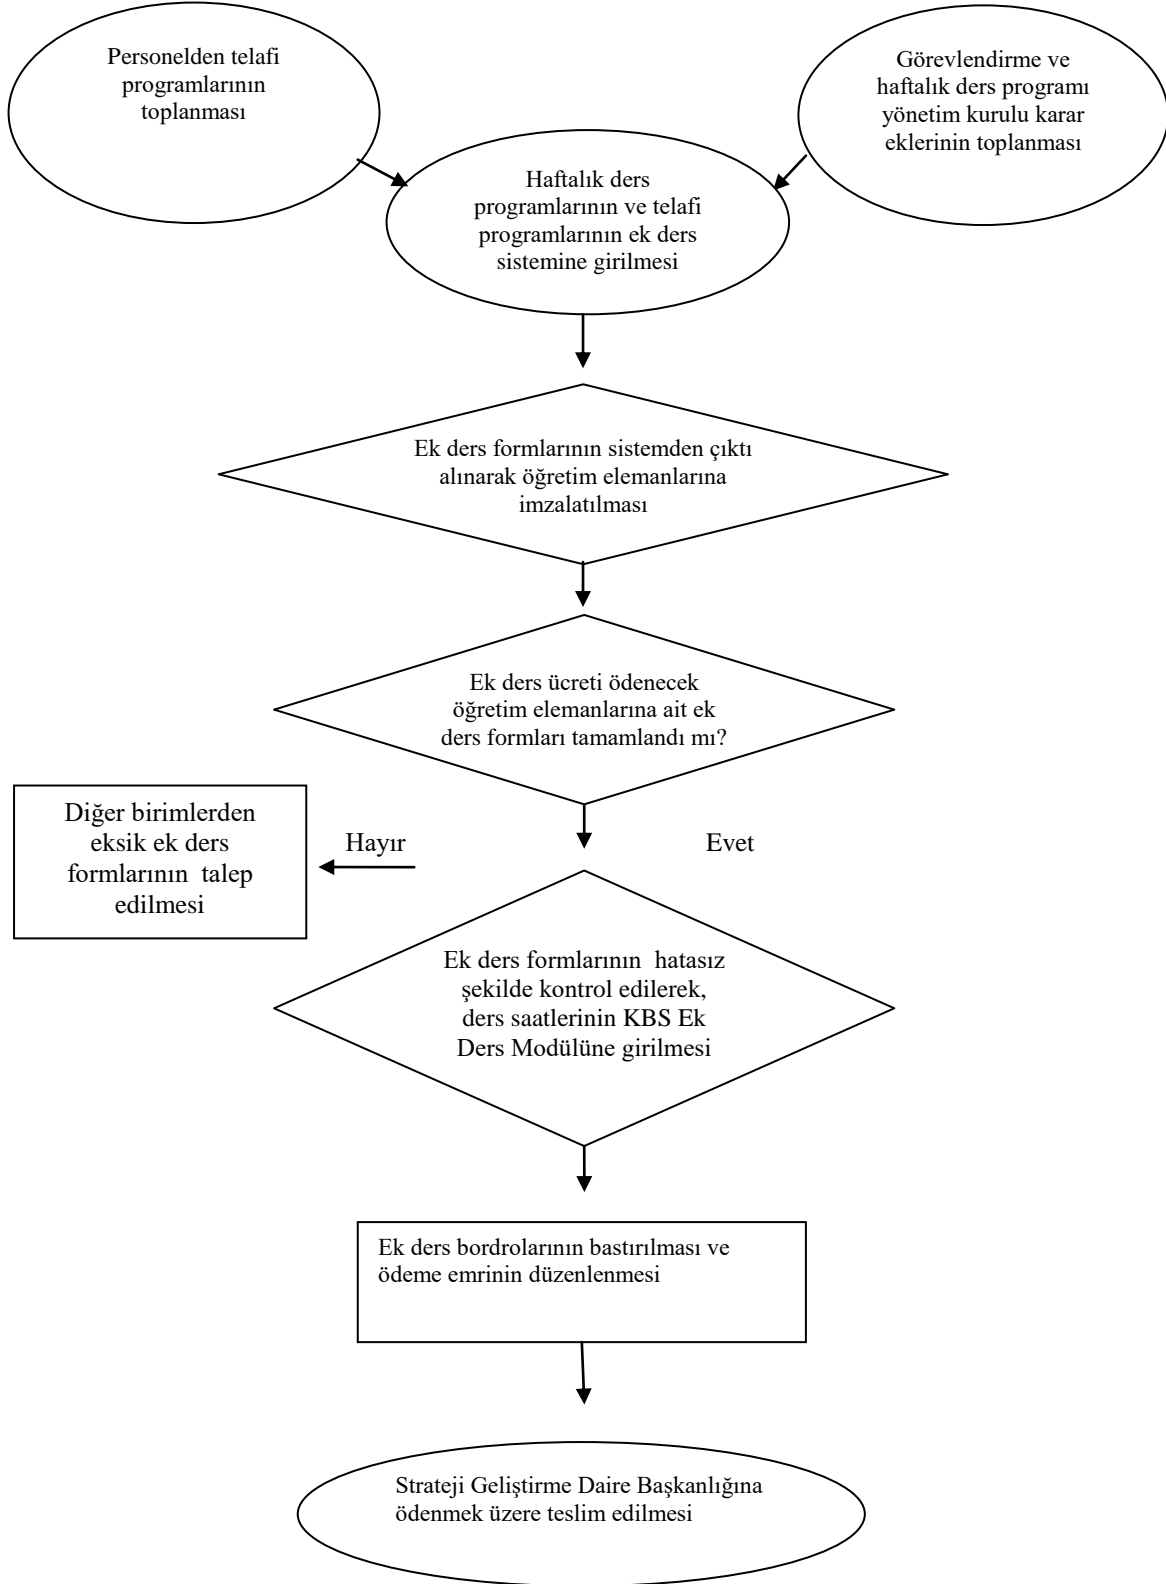 Personelden telafi
programlarının
toplanması
Görevlendirme ve
haftalık ders programı
yönetim kurulu karar
eklerinin toplanması
Haftalık ders
programlarının ve telafi
programlarının ek ders
sistemine girilmesi
Ek ders formlarının sistemden çıktı
alınarak öğretim elemanlarına
imzalatılması
Ek ders ücreti ödenecek
öğretim elemanlarına ait ek
ders formları tamamlandı mı?
Diğer birimlerden
eksik ek ders
formlarının talep
edilmesi
Hayır
Evet
Ek ders formlarının hatasız
şekilde kontrol edilerek,
ders saatlerinin KBS Ek
Ders Modülüne girilmesi
Ek ders bordrolarının bastırılması ve
ödeme emrinin düzenlenmesi
Strateji Geliştirme Daire Başkanlığına
ödenmek üzere teslim edilmesi